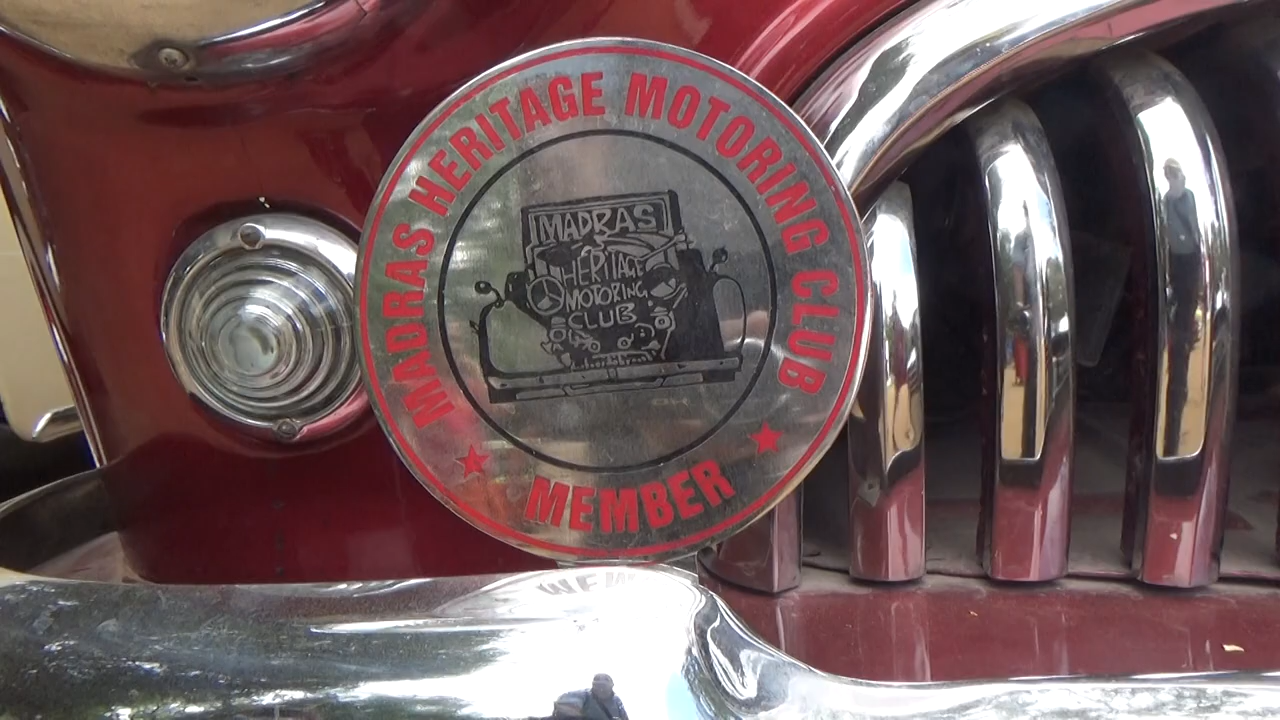 MADRAS HERITAGE MOTORING CLUB
MADRAS
HERITAGE
MOTORING
CLUB
MEMBER